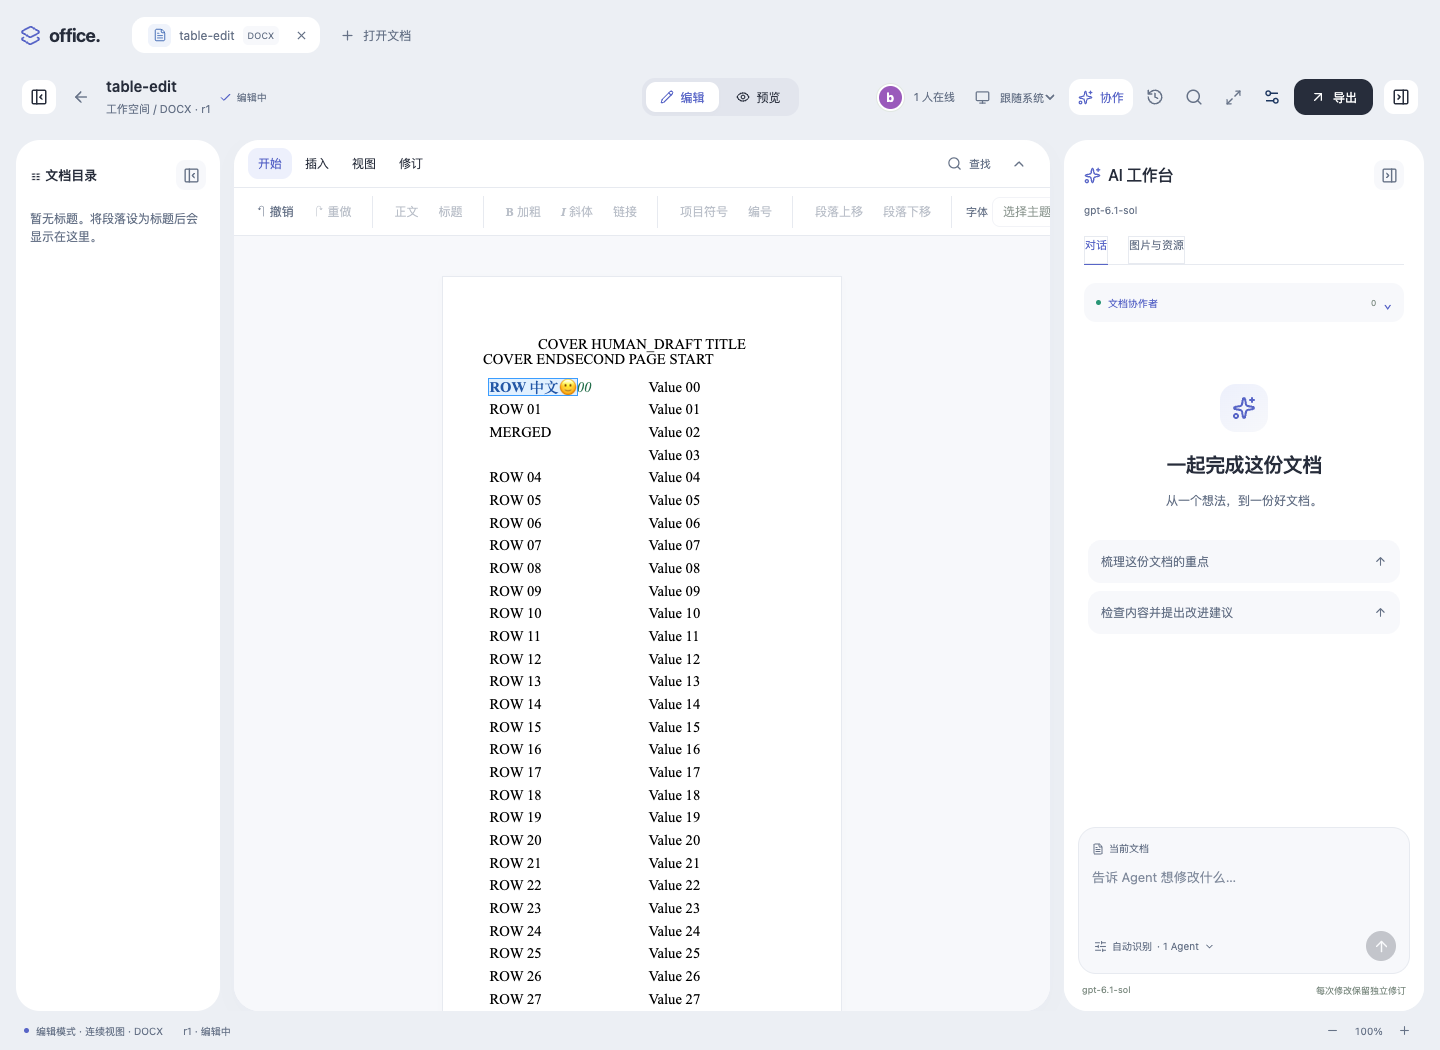 office.
table-edit DOCX
打开文档
table-edit
工作空间 / DOCX · r1
编辑中
编辑
预览
b
1 人在线
跟随系统
协作
导出
文档目录
暂无标题。将段落设为标题后会
显示在这里。
开始 插入 视图 修订
查找
撤销 重做 正文 标题 B 加粗 I 斜体 链接 项目符号 编号 段落上移 段落下移 字体 选择主题
COVER HUMAN_DRAFT TITLE
COVER ENDSECOND PAGE START
ROW 中文🙂00 Value 00
ROW 01 Value 01
MERGED Value 02
Value 03
ROW 04 Value 04
ROW 05 Value 05
ROW 06 Value 06
ROW 07 Value 07
ROW 08 Value 08
ROW 09 Value 09
ROW 10 Value 10
ROW 11 Value 11
ROW 12 Value 12
ROW 13 Value 13
ROW 14 Value 14
ROW 15 Value 15
ROW 16 Value 16
ROW 17 Value 17
ROW 18 Value 18
ROW 19 Value 19
ROW 20 Value 20
ROW 21 Value 21
ROW 22 Value 22
ROW 23 Value 23
ROW 24 Value 24
ROW 25 Value 25
ROW 26 Value 26
ROW 27 Value 27
AI 工作台
gpt-6.1-sol
对话 图片与资源
文档协作者 0
一起完成这份文档
从一个想法，到一份好文档。
梳理这份文档的重点
检查内容并提出改进建议
当前文档
告诉 Agent 想修改什么...
自动识别 · 1 Agent
gpt-6.1-sol
每次修改保留独立修订
编辑模式 · 连续视图 · DOCX r1 · 编辑中
100%